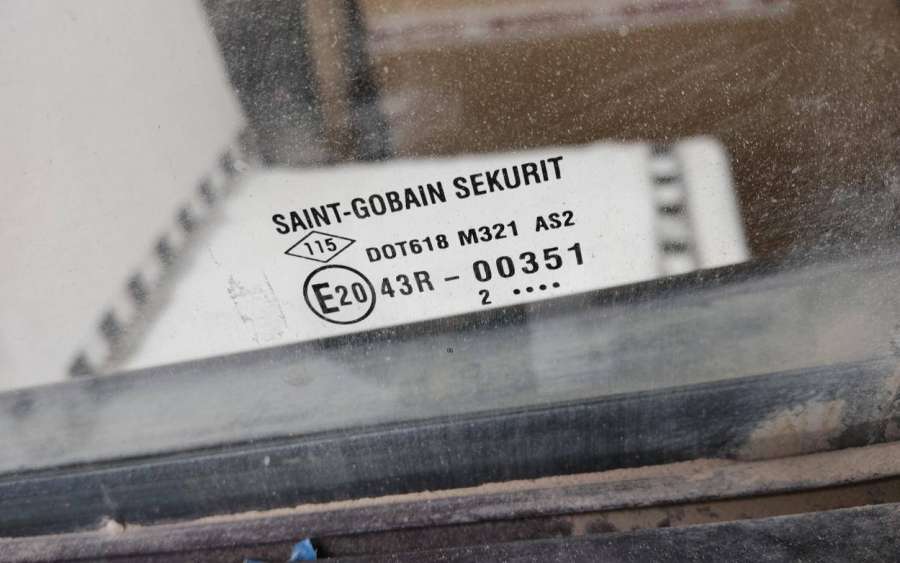 SAINT-GOBAIN SEKURIT
115 DOT618 M321 AS2
E20 43R - 00351
2 ••••